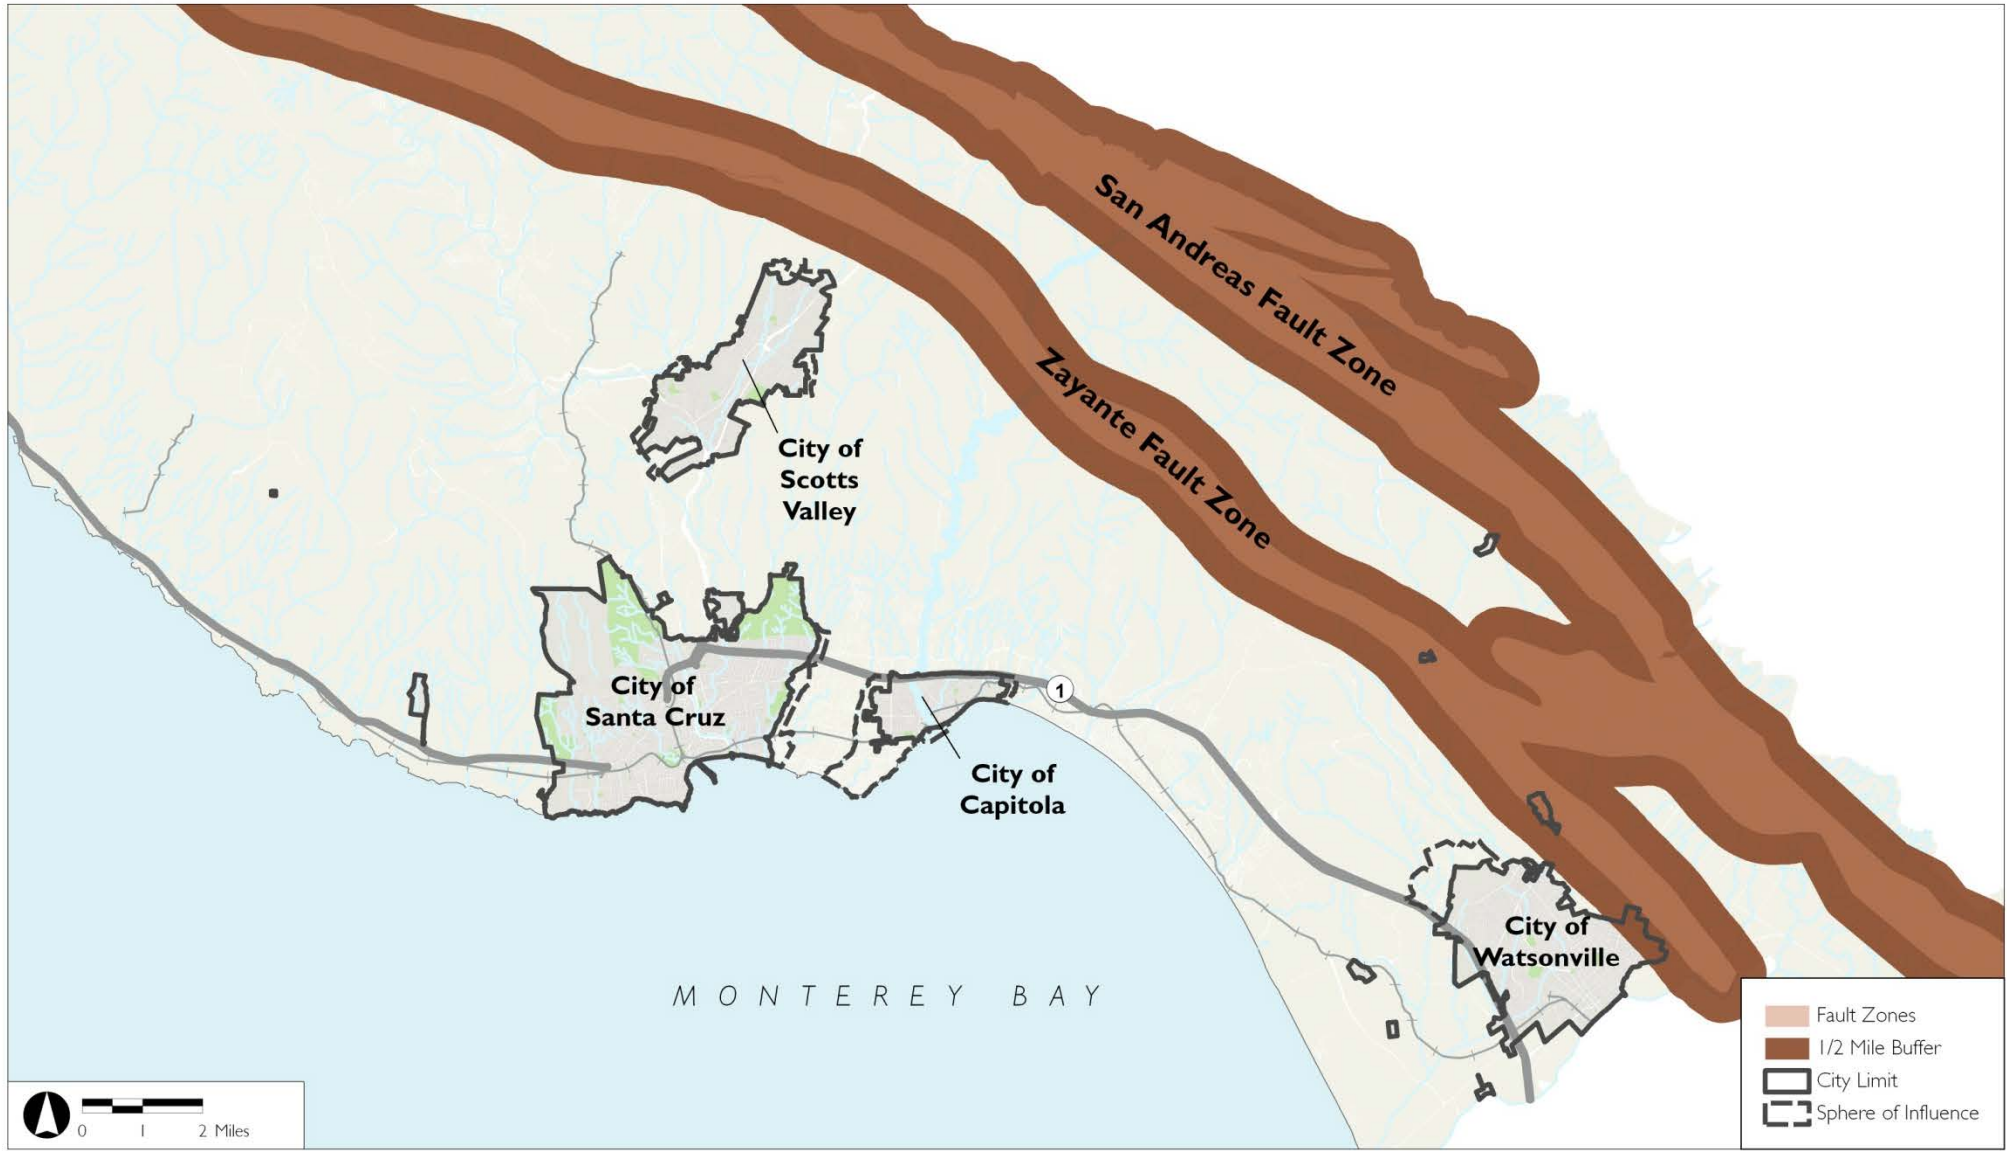 San Andreas Fault Zone
Zayante Fault Zone
City of
Scotts
Valley
City of
Santa Cruz
1
City of
Capitola
City of
Watsonville
MONTEREY BAY
Fault Zones
1/2 Mile Buffer
City Limit
Sphere of Influence
0 1 2 Miles